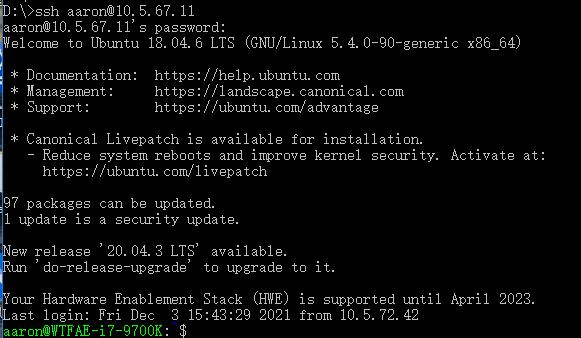 D:\>ssh aaron@10.5.67.11
aaron@10.5.67.11's password:
Welcome to Ubuntu 18.04.6 LTS (GNU/Linux 5.4.0-90-generic x86_64)
* Documentation:  https://help.ubuntu.com
* Management:     https://landscape.canonical.com
* Support:        https://ubuntu.com/advantage
* Canonical Livepatch is available for installation.
- Reduce system reboots and improve kernel security. Activate at:
https://ubuntu.com/livepatch
97 packages can be updated.
1 update is a security update.
New release '20.04.3 LTS' available.
Run 'do-release-upgrade' to upgrade to it.
Your Hardware Enablement Stack (HWE) is supported until April 2023.
Last login: Fri Dec  3 15:43:29 2021 from 10.5.72.42
aaron@WTFAE-i7-9700K: $